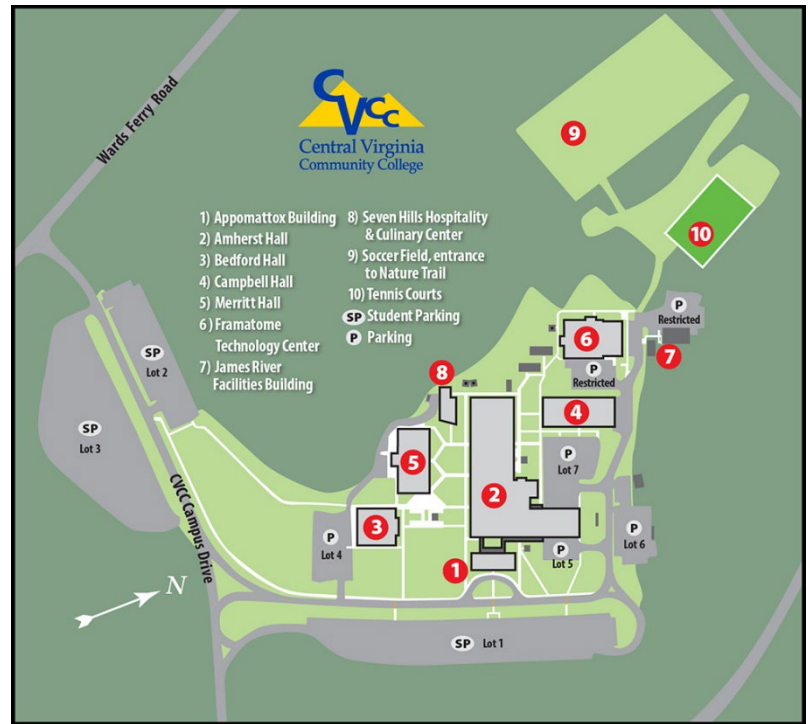 Wards Ferry Road
CVCC
Central Virginia
Community College
1) Appomattox Building
2) Amherst Hall
3) Bedford Hall
4) Campbell Hall
5) Merritt Hall
6) Framatome
Technology Center
7) James River
Facilities Building
8) Seven Hills Hospitality
& Culinary Center
9) Soccer Field, entrance
to Nature Trail
10) Tennis Courts
SP Student Parking
P Parking
9
10
P
Restricted
6
7
P
Restricted
SP
Lot 2
8
4
SP
Lot 3
5
P
Lot 7
2
CVCC Campus Drive
3
P
Lot 4
P
Lot 6
P
Lot 5
1
N
SP Lot 1